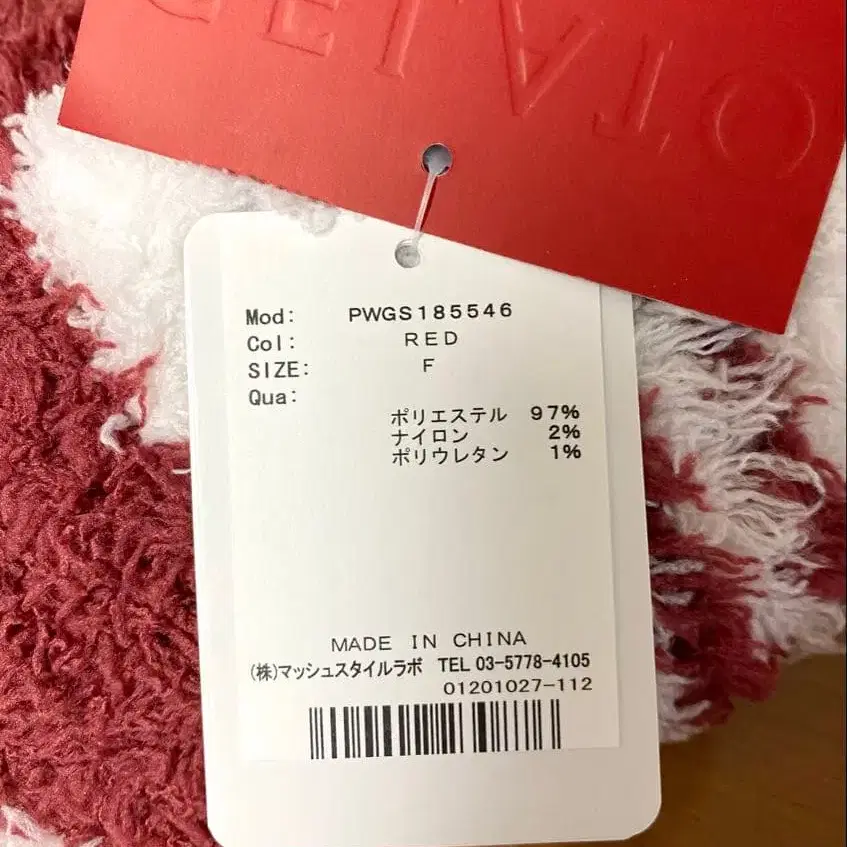 Mod: PWGS185546
Col: RED
SIZE: F
Qua:
ポリエステル 97%
ナイロン 2%
ポリウレタン 1%
MADE IN CHINA
(株)マッシュスタイルラボ TEL 03-5778-4105
01201027-112